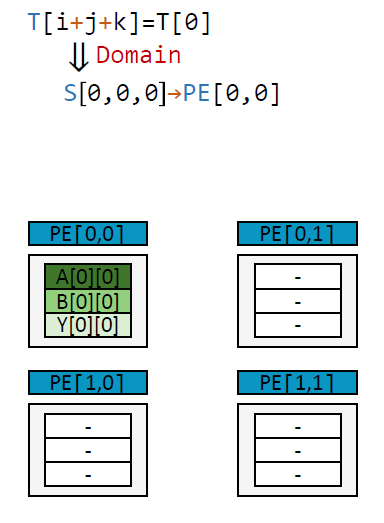 T[i+j+k]=T[0]
⇓ Domain
S[0,0,0]→PE[0,0]
PE[0,0] PE[0,1]
A[0][0] -
B[0][0] -
Y[0][0] -
PE[1,0] PE[1,1]
- -
- -
- -